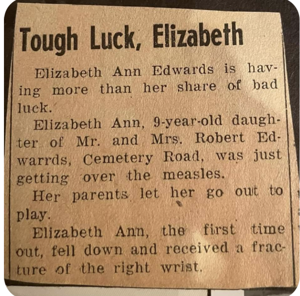 Tough Luck, Elizabeth
Elizabeth Ann Edwards is hav-
ing more than her share of bad
luck.
Elizabeth Ann, 9-year-old daugh-
ter of Mr. and Mrs. Robert Ed-
warrds, Cemetery Road, was just
getting over the measles.
Her parents let her go out to
play.
Elizabeth Ann, the first time
out, fell down and received a frac-
ture of the right wrist.